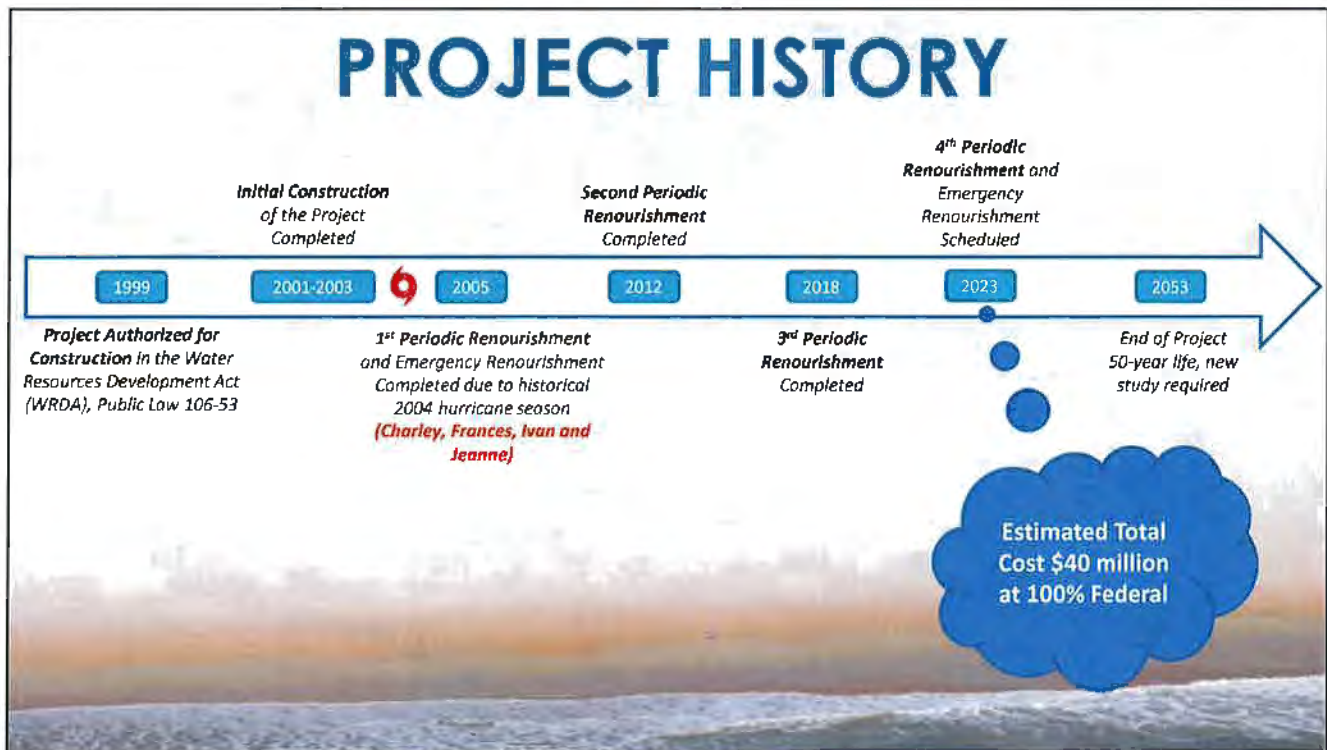 PROJECT HISTORY
Initial Construction
of the Project
Completed
Second Periodic
Renourishment
Completed
4th Periodic
Renourishment and
Emergency
Renourishment
Scheduled
1999
2001-2003
2005
2012
2018
2023
2053
Project Authorized for
Construction in the Water
Resources Development Act
(WRDA), Public Law 106-53
1st Periodic Renourishment
and Emergency Renourishment
Completed due to historical
2004 hurricane season
(Charley, Frances, Ivan and
Jeanne)
3rd Periodic
Renourishment
Completed
End of Project
50-year life, new
study required
Estimated Total
Cost $40 million
at 100% Federal